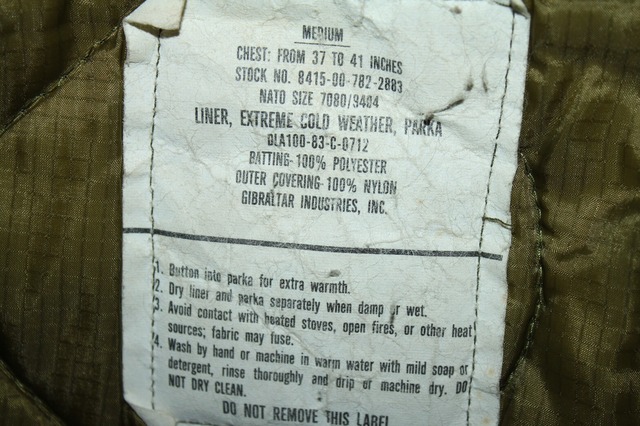 MEDIUM
CHEST: FROM 37 TO 41 INCHES
STOCK NO. 8415-00-782-2883
NATO SIZE 7080/9404
LINER, EXTREME COLD WEATHER, PARKA
DLA100-83-C-0712
BATTING-100% POLYESTER
OUTER COVERING-100% NYLON
GIBRALTAR INDUSTRIES, INC.
1. Button into parka for extra warmth.
2. Dry liner and parka separately when damp or wet.
3. Avoid contact with heated stoves, open fires, or other heat
sources; fabric may fuse.
4. Wash by hand or machine in warm water with mild soap or
detergent, rinse thoroughly and drip or machine dry. DO
NOT DRY CLEAN.
DO NOT REMOVE THIS LABEL